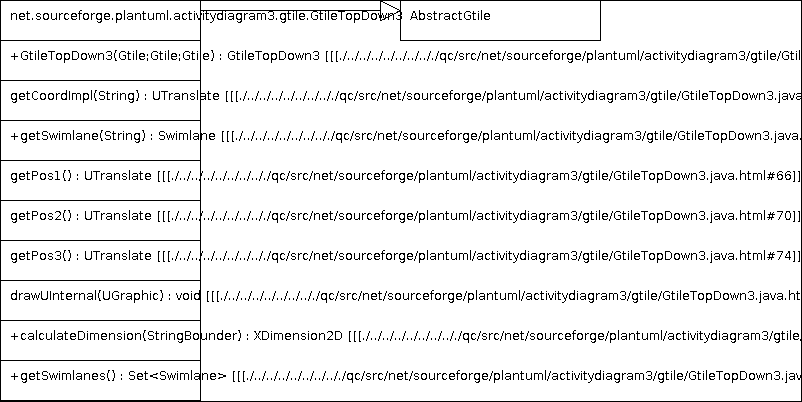 net.sourceforge.plantuml.activitydiagram3.gtile.GtileTopDown3 AbstractGtile
+GtileTopDown3(Gtile;Gtile;Gtile) : GtileTopDown3 [[[./../../../../../../../../qc/src/net/sourceforge/plantuml/activitydiagram3/gtile/Gtil
getCoordImpl(String) : UTranslate [[[./../../../../../../../../qc/src/net/sourceforge/plantuml/activitydiagram3/gtile/GtileTopDown3.java
+getSwimlane(String) : Swimlane [[[./../../../../../../../../qc/src/net/sourceforge/plantuml/activitydiagram3/gtile/GtileTopDown3.java.
getPos1() : UTranslate [[[./../../../../../../../../qc/src/net/sourceforge/plantuml/activitydiagram3/gtile/GtileTopDown3.java.html#66]]
getPos2() : UTranslate [[[./../../../../../../../../qc/src/net/sourceforge/plantuml/activitydiagram3/gtile/GtileTopDown3.java.html#70]]
getPos3() : UTranslate [[[./../../../../../../../../qc/src/net/sourceforge/plantuml/activitydiagram3/gtile/GtileTopDown3.java.html#74]]
drawUInternal(UGraphic) : void [[[./../../../../../../../../qc/src/net/sourceforge/plantuml/activitydiagram3/gtile/GtileTopDown3.java.ht
+calculateDimension(StringBounder) : XDimension2D [[[./../../../../../../../../qc/src/net/sourceforge/plantuml/activitydiagram3/gtile,
+getSwimlanes() : Set<Swimlane> [[[./../../../../../../../../qc/src/net/sourceforge/plantuml/activitydiagram3/gtile/GtileTopDown3.jav